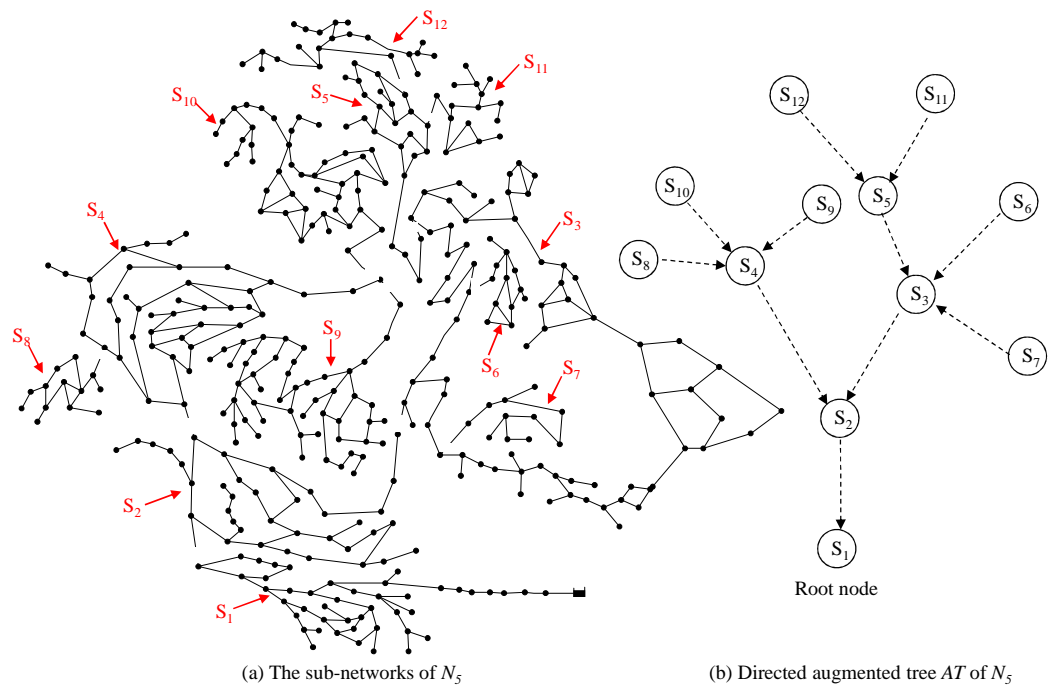 S12
S11
S5
S10
S4
S3
S8
S9
S6
S7
S2
S1
(a) The sub-networks of N5
S12
S11
S10
S9
S5
S6
S8
S4
S3
S7
S2
S1
Root node
(b) Directed augmented tree AT of N5